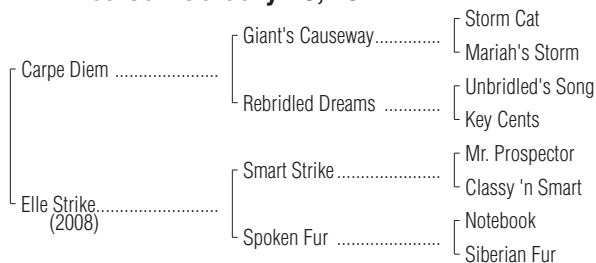 Storm Cat
Giant's Causeway..............
Mariah's Storm
Carpe Diem ......................
Unbridled's Song
Rebridled Dreams ............
Key Cents
Mr. Prospector
Smart Strike ......................
Classy 'n Smart
Elle Strike..........................
(2008)
Notebook
Spoken Fur ......................
Siberian Fur